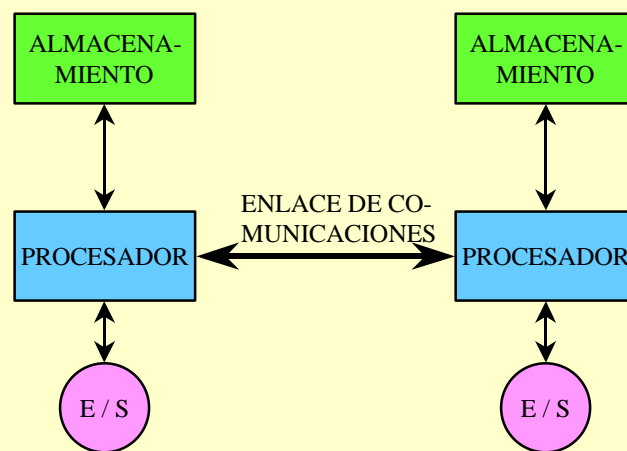 ALMACENA-
MIENTO
ALMACENA-
MIENTO
ENLACE DE CO-
MUNICACIONES
PROCESADOR
PROCESADOR
E / S
E / S